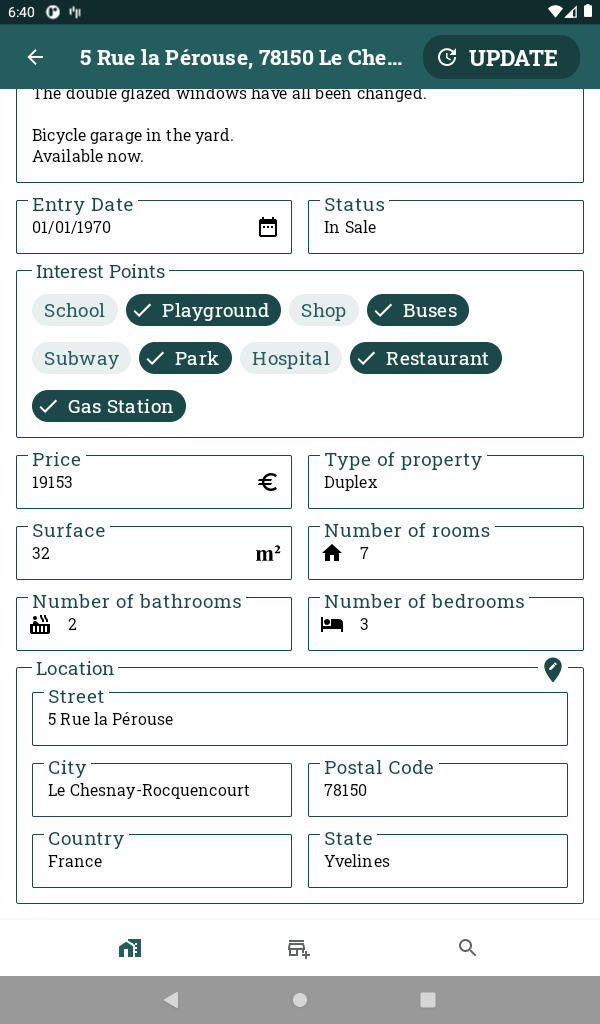 6:40
5 Rue la Pérouse, 78150 Le Che... UPDATE
The double glazed windows have all been changed.
Bicycle garage in the yard.
Available now.
Entry Date Status
01/01/1970 In Sale
Interest Points
School Playground Shop Buses
Subway Park Hospital Restaurant
Gas Station
Price Type of property
19153 € Duplex
Surface Number of rooms
32 m² 7
Number of bathrooms Number of bedrooms
2 3
Location
Street
5 Rue la Pérouse
City Postal Code
Le Chesnay-Rocquencourt 78150
Country State
France Yvelines